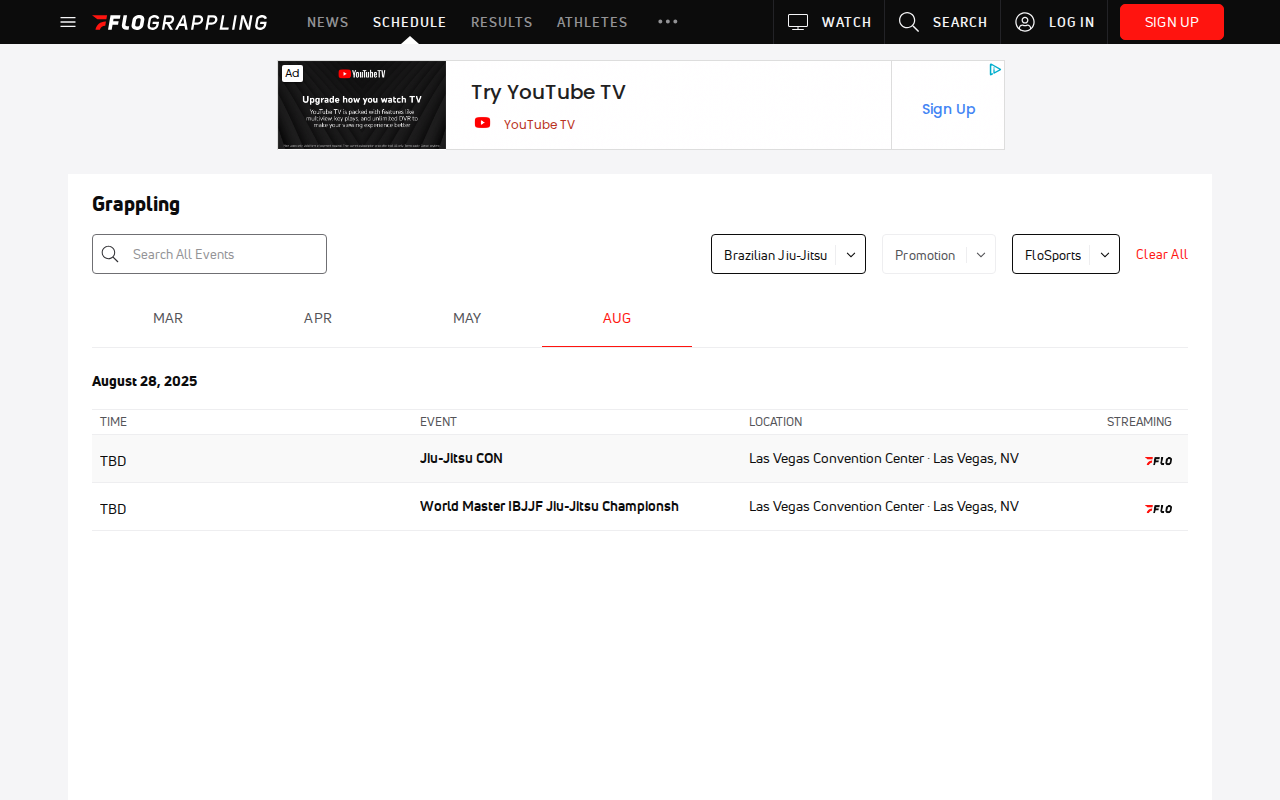 FLOGRAPPLING
NEWS
SCHEDULE
RESULTS
ATHLETES
WATCH
SEARCH
LOG IN
SIGN UP
Ad
YouTubeTV
Upgrade how you watch TV
YouTube TV is packed with features like
multiview, key plays, and unlimited DVR to
make your viewing experience better
Try YouTube TV
YouTube TV
Sign Up
Grappling
Search All Events
Brazilian Jiu-Jitsu
Promotion
FloSports
Clear All
MAR
APR
MAY
AUG
August 28, 2025
TIME
EVENT
LOCATION
STREAMING
TBD
Jiu-Jitsu CON
Las Vegas Convention Center · Las Vegas, NV
FLO
TBD
World Master IBJJF Jiu-Jitsu Championsh
Las Vegas Convention Center · Las Vegas, NV
FLO